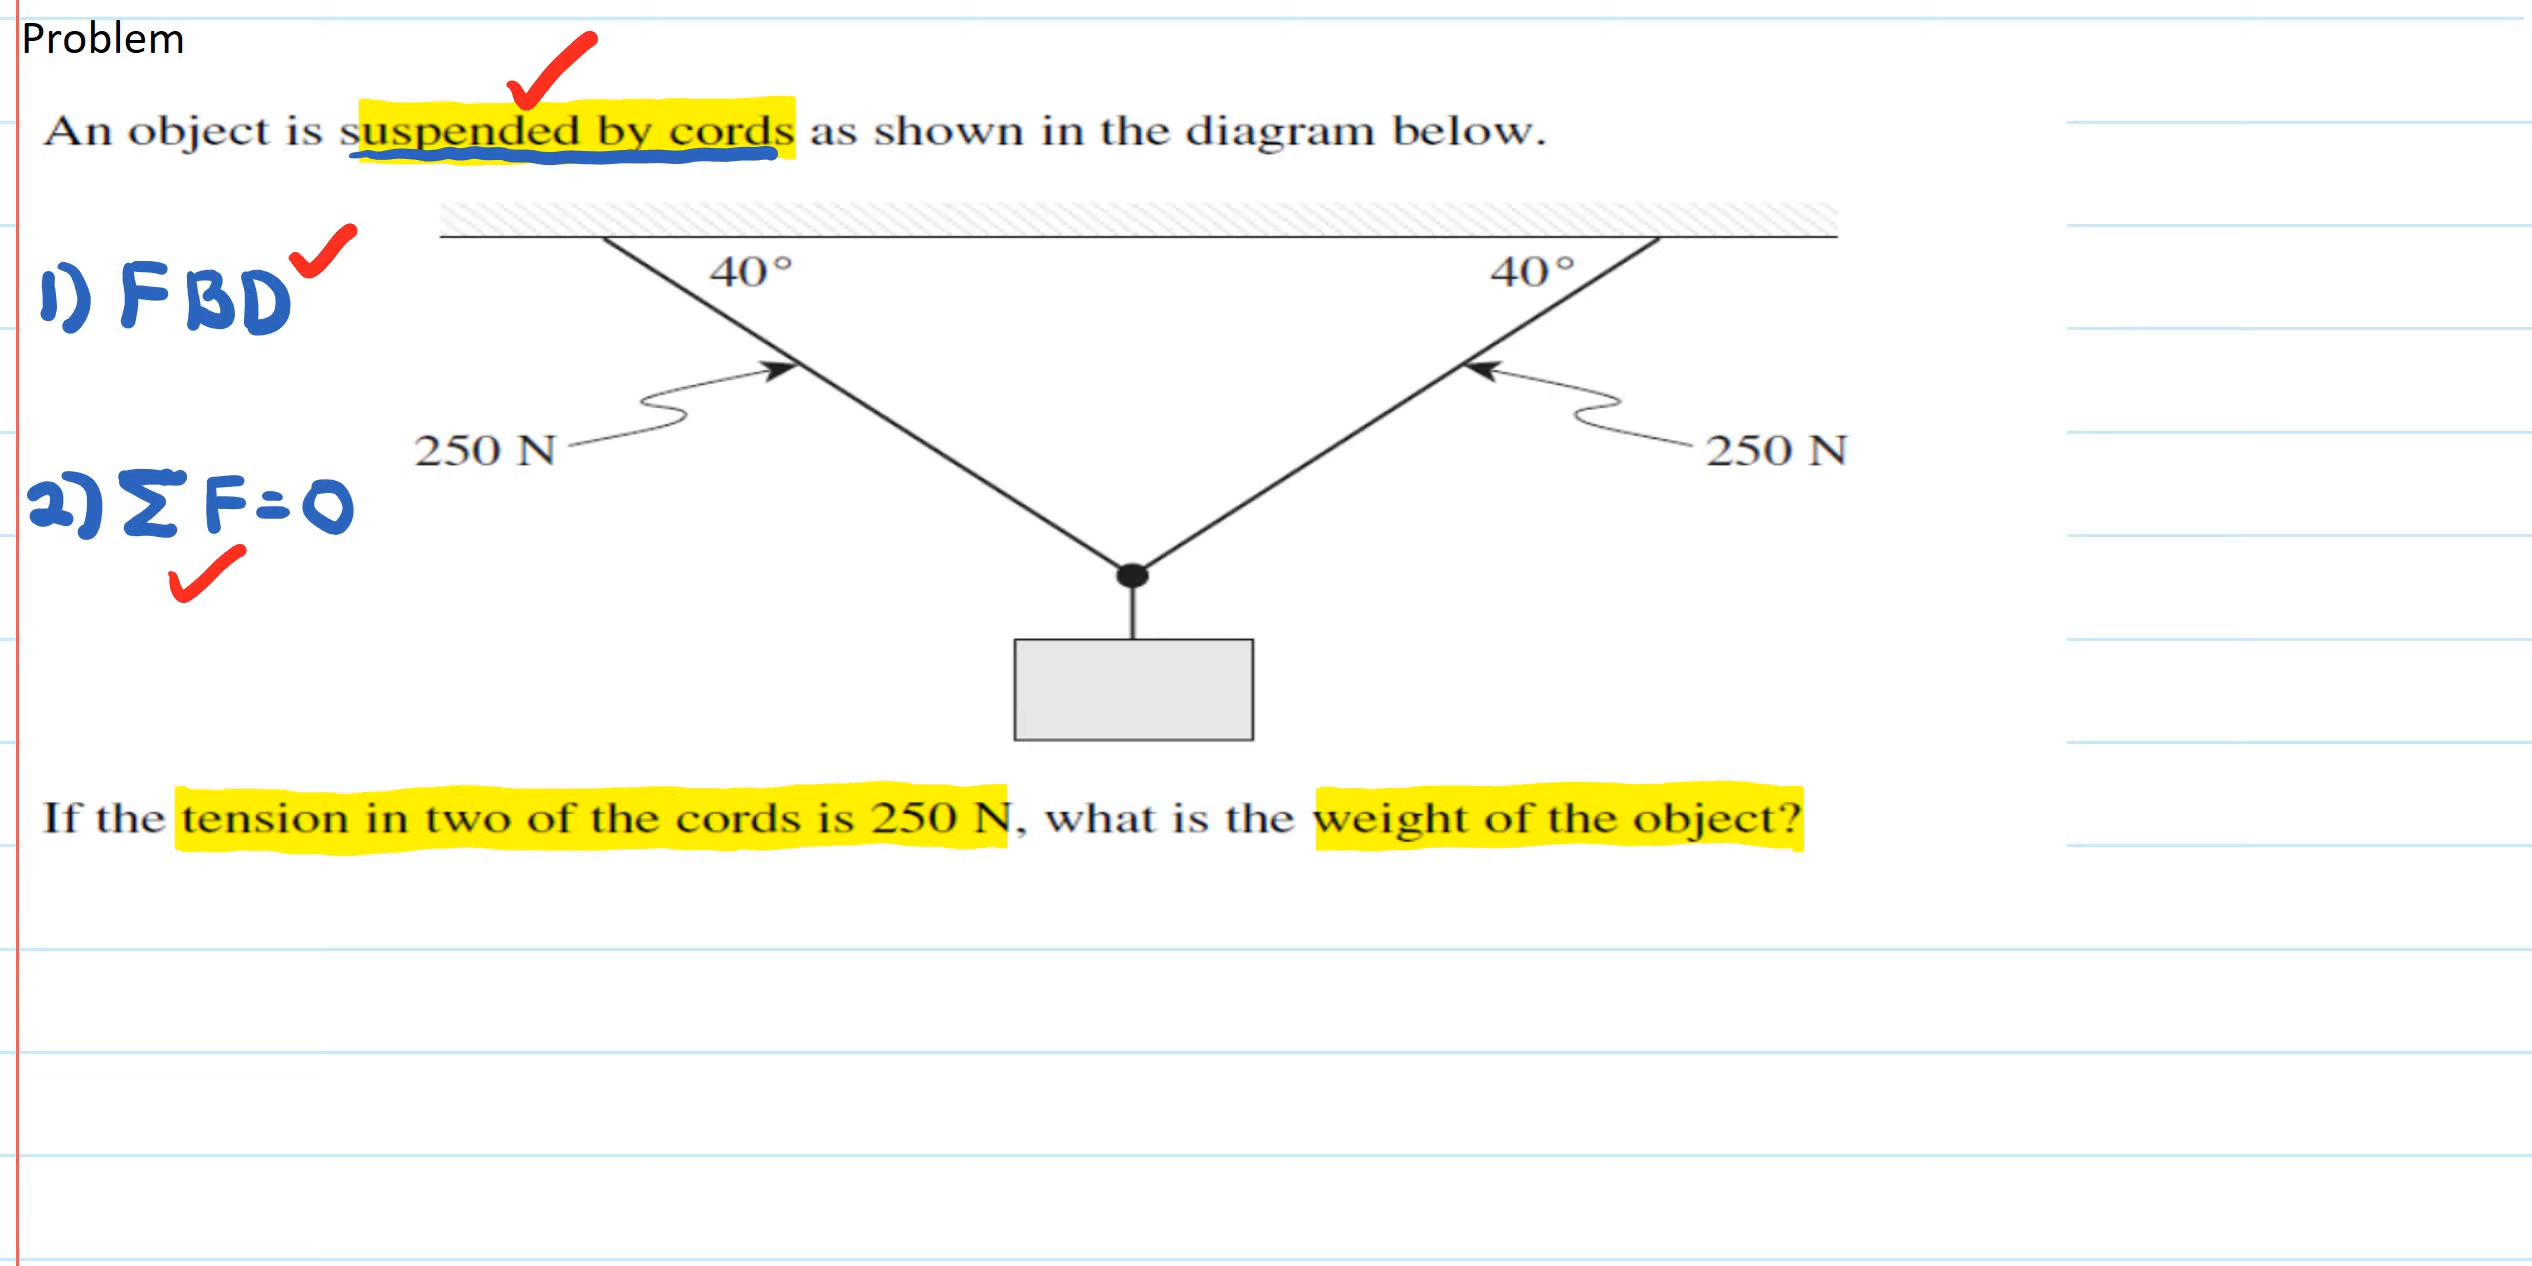 Problem
An object is suspended by cords as shown in the diagram below.
40° 40°
1) FBD
250 N 250 N
2) ΣF=0
If the tension in two of the cords is 250 N, what is the weight of the object?